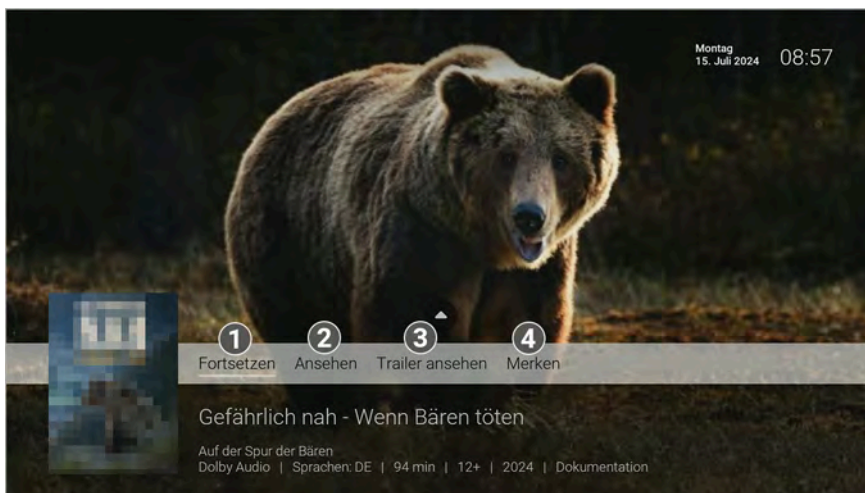 Montag
15. Juli 2024
08:57
1 2 3 4
Fortsetzen Ansehen Trailer ansehen Merken
Gefährlich nah - Wenn Bären töten
Auf der Spur der Bären
Dolby Audio | Sprachen: DE | 94 min | 12+ | 2024 | Dokumentation